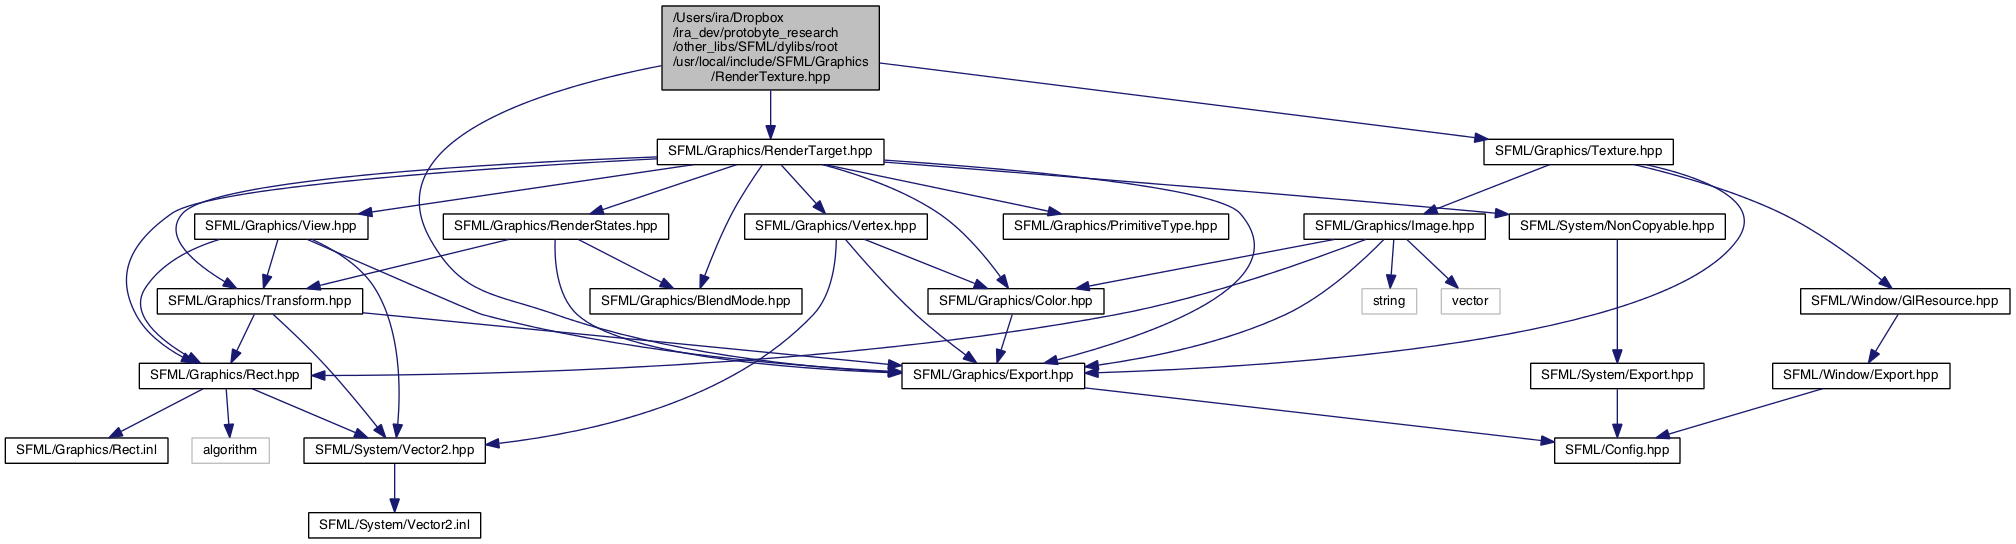 /Users/ira/Dropbox
/ira_dev/protobyte_research
/other_libs/SFML/dylibs/root
/usr/local/include/SFML/Graphics
/RenderTexture.hpp
SFML/Graphics/RenderTarget.hpp
SFML/Graphics/Texture.hpp
SFML/Graphics/View.hpp
SFML/Graphics/RenderStates.hpp
SFML/Graphics/Vertex.hpp
SFML/Graphics/PrimitiveType.hpp
SFML/Graphics/Image.hpp
SFML/System/NonCopyable.hpp
SFML/Graphics/Transform.hpp
SFML/Graphics/BlendMode.hpp
SFML/Graphics/Color.hpp
string
vector
SFML/Window/GlResource.hpp
SFML/Graphics/Rect.hpp
SFML/Graphics/Export.hpp
SFML/System/Export.hpp
SFML/Window/Export.hpp
SFML/Graphics/Rect.inl
algorithm
SFML/System/Vector2.hpp
SFML/Config.hpp
SFML/System/Vector2.inl